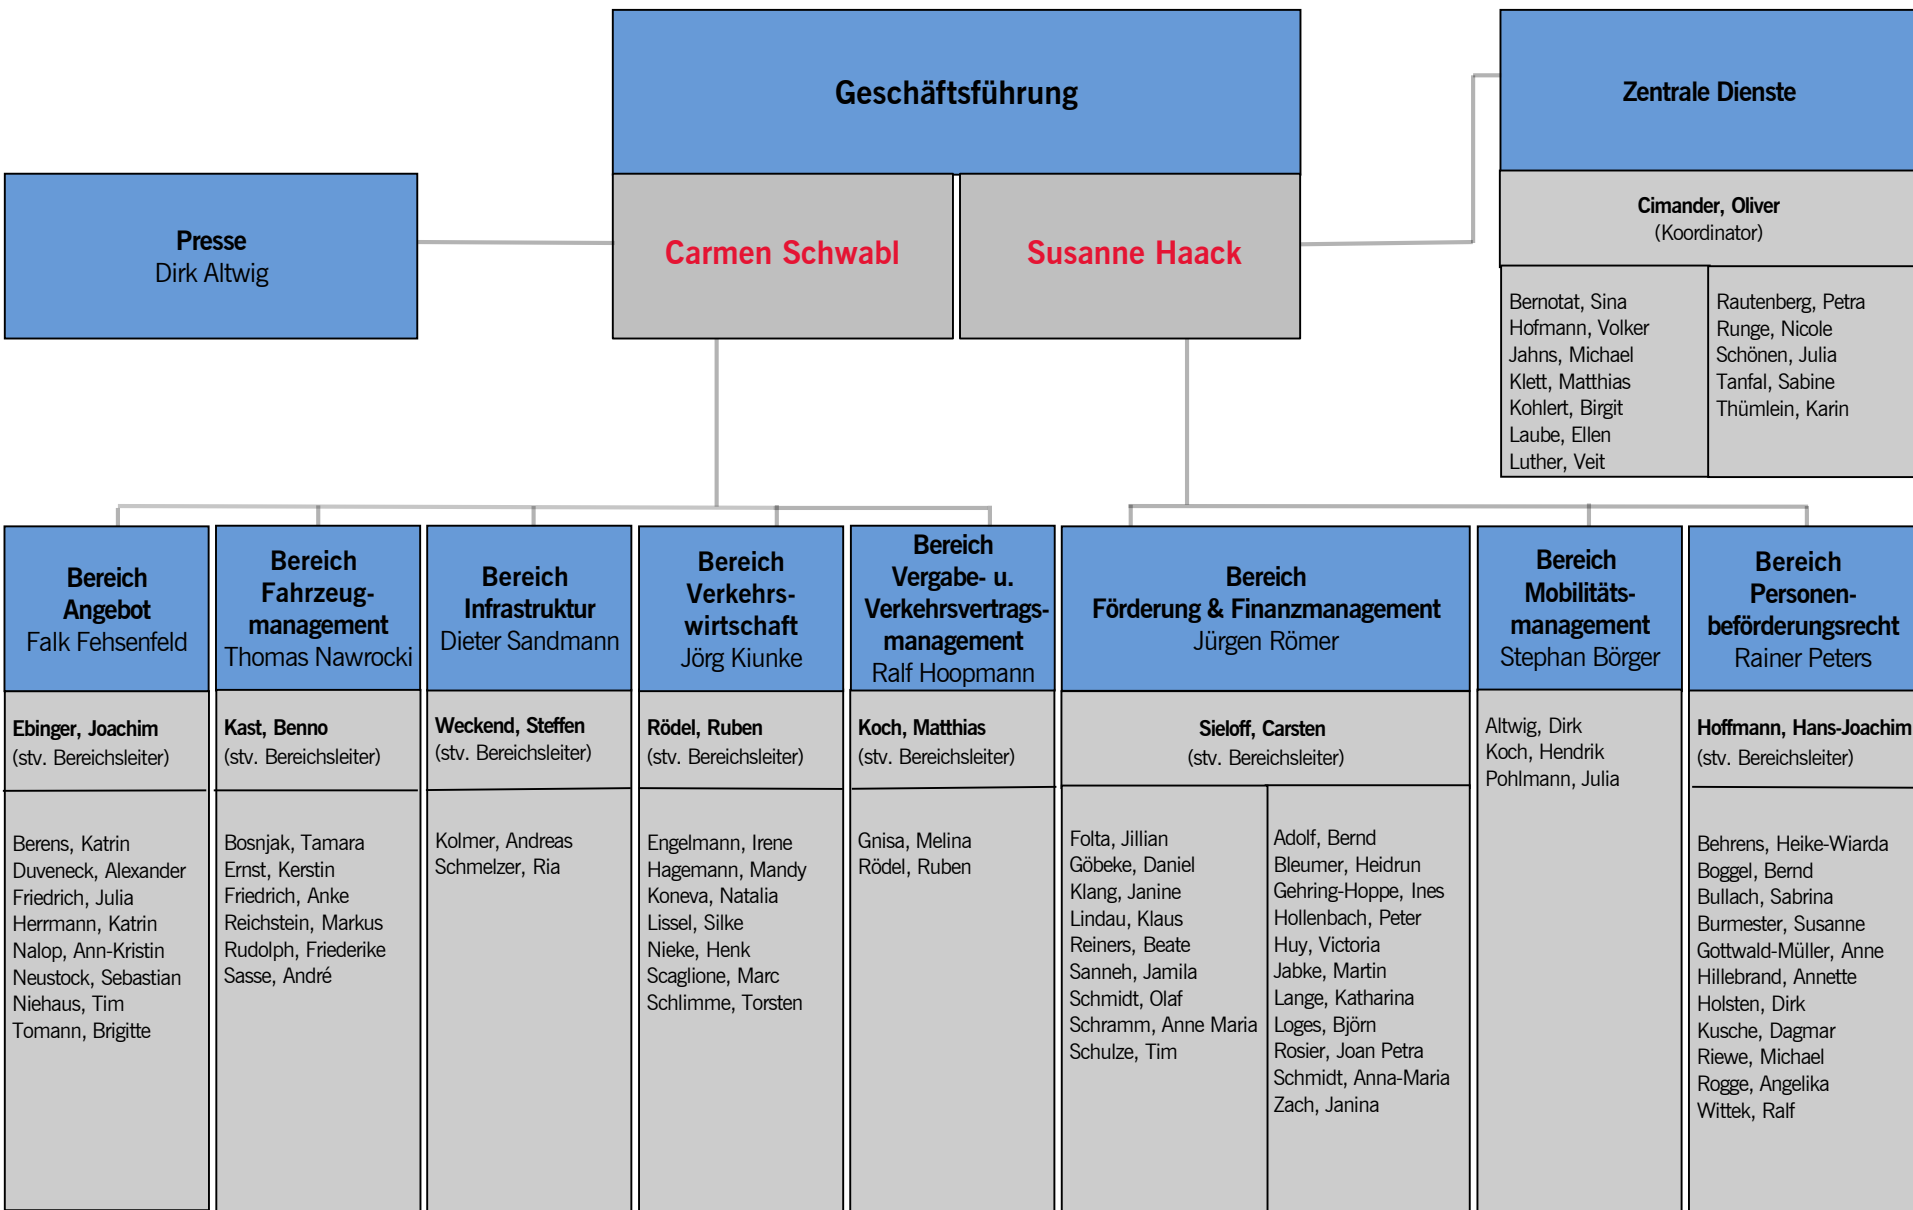 Geschäftsführung
Carmen Schwabl
Susanne Haack
Presse
Dirk Altwig
Zentrale Dienste
Cimander, Oliver
(Koordinator)
Bernotat, Sina
Hofmann, Volker
Jahns, Michael
Klett, Matthias
Kohlert, Birgit
Laube, Ellen
Luther, Veit
Rautenberg, Petra
Runge, Nicole
Schönen, Julia
Tanfal, Sabine
Thümlein, Karin
Bereich
Angebot
Falk Fehsenfeld
Ebinger, Joachim
(stv. Bereichsleiter)
Berens, Katrin
Duveneck, Alexander
Friedrich, Julia
Herrmann, Katrin
Nalop, Ann-Kristin
Neustock, Sebastian
Niehaus, Tim
Tomann, Brigitte
Bereich
Fahrzeug-
management
Thomas Nawrocki
Kast, Benno
(stv. Bereichsleiter)
Bosnjak, Tamara
Ernst, Kerstin
Friedrich, Anke
Reichstein, Markus
Rudolph, Friederike
Sasse, André
Bereich
Infrastruktur
Dieter Sandmann
Weckend, Steffen
(stv. Bereichsleiter)
Kolmer, Andreas
Schmelzer, Ria
Bereich
Verkehrs-
wirtschaft
Jörg Kiunke
Rödel, Ruben
(stv. Bereichsleiter)
Engelmann, Irene
Hagemann, Mandy
Koneva, Natalia
Lissel, Silke
Nieke, Henk
Scaglione, Marc
Schlimme, Torsten
Bereich
Vergabe- u.
Verkehrsvertrags-
management
Ralf Hoopmann
Koch, Matthias
(stv. Bereichsleiter)
Gnisa, Melina
Rödel, Ruben
Bereich
Förderung & Finanzmanagement
Jürgen Römer
Sieloff, Carsten
(stv. Bereichsleiter)
Folta, Jillian
Göbeke, Daniel
Klang, Janine
Lindau, Klaus
Reiners, Beate
Sanneh, Jamila
Schmidt, Olaf
Schramm, Anne Maria
Schulze, Tim
Adolf, Bernd
Bleumer, Heidrun
Gehring-Hoppe, Ines
Hollenbach, Peter
Huy, Victoria
Jabke, Martin
Lange, Katharina
Loges, Björn
Rosier, Joan Petra
Schmidt, Anna-Maria
Zach, Janina
Bereich
Mobilitäts-
management
Stephan Börger
Altwig, Dirk
Koch, Hendrik
Pohlmann, Julia
Bereich
Personen-
beförderungsrecht
Rainer Peters
Hoffmann, Hans-Joachim
(stv. Bereichsleiter)
Behrens, Heike-Wiarda
Boggel, Bernd
Bullach, Sabrina
Burmester, Susanne
Gottwald-Müller, Anne
Hillebrand, Annette
Holsten, Dirk
Kusche, Dagmar
Riewe, Michael
Rogge, Angelika
Wittek, Ralf